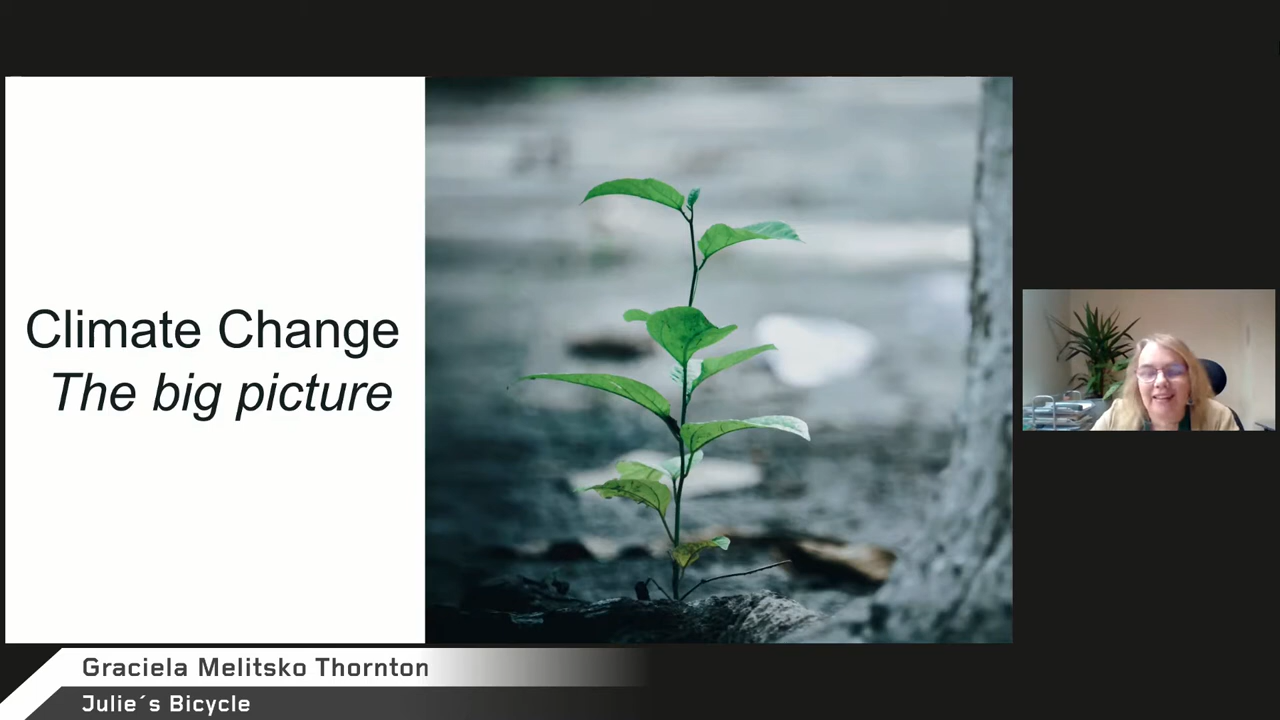 Climate Change
The big picture
Graciela Melitsko Thornton
Julie´s Bicycle